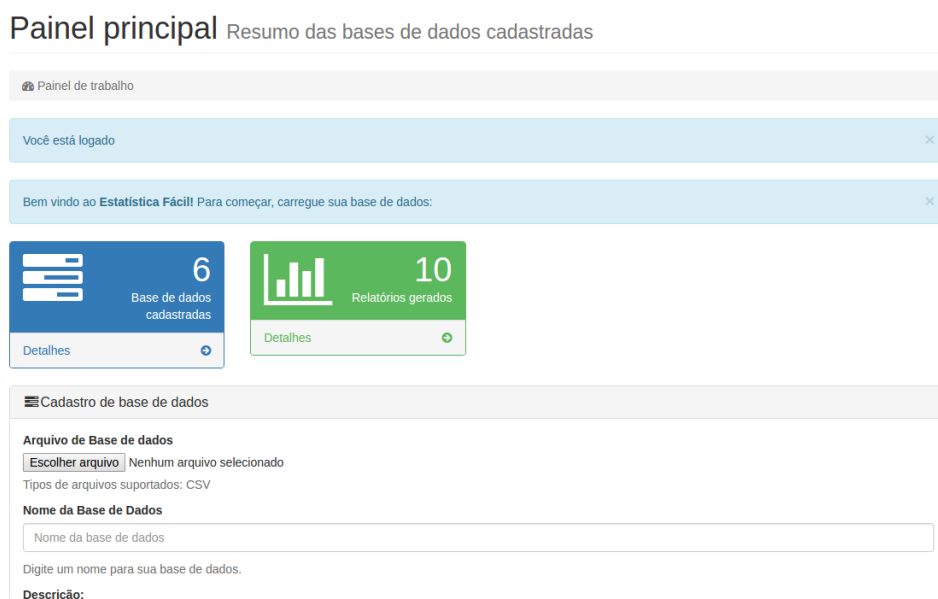 Painel principal Resumo das bases de dados cadastradas
Painel de trabalho
Você está logado ×
Bem vindo ao Estatística Fácil! Para começar, carregue sua base de dados: ×
6
Base de dados
cadastradas
Detalhes
10
Relatórios gerados
Detalhes
Cadastro de base de dados
Arquivo de Base de dados
Escolher arquivo Nenhum arquivo selecionado
Tipos de arquivos suportados: CSV
Nome da Base de Dados
Nome da base de dados
Digite um nome para sua base de dados.
Descrição: